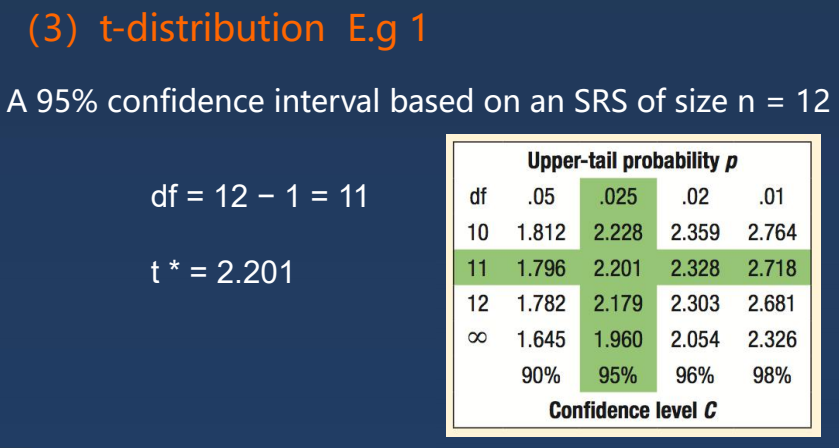 (3) t-distribution E.g 1
A 95% confidence interval based on an SRS of size n = 12
df = 12 − 1 = 11
t * = 2.201
Upper-tail probability p
df .05 .025 .02 .01
10 1.812 2.228 2.359 2.764
11 1.796 2.201 2.328 2.718
12 1.782 2.179 2.303 2.681
∞ 1.645 1.960 2.054 2.326
90% 95% 96% 98%
Confidence level C